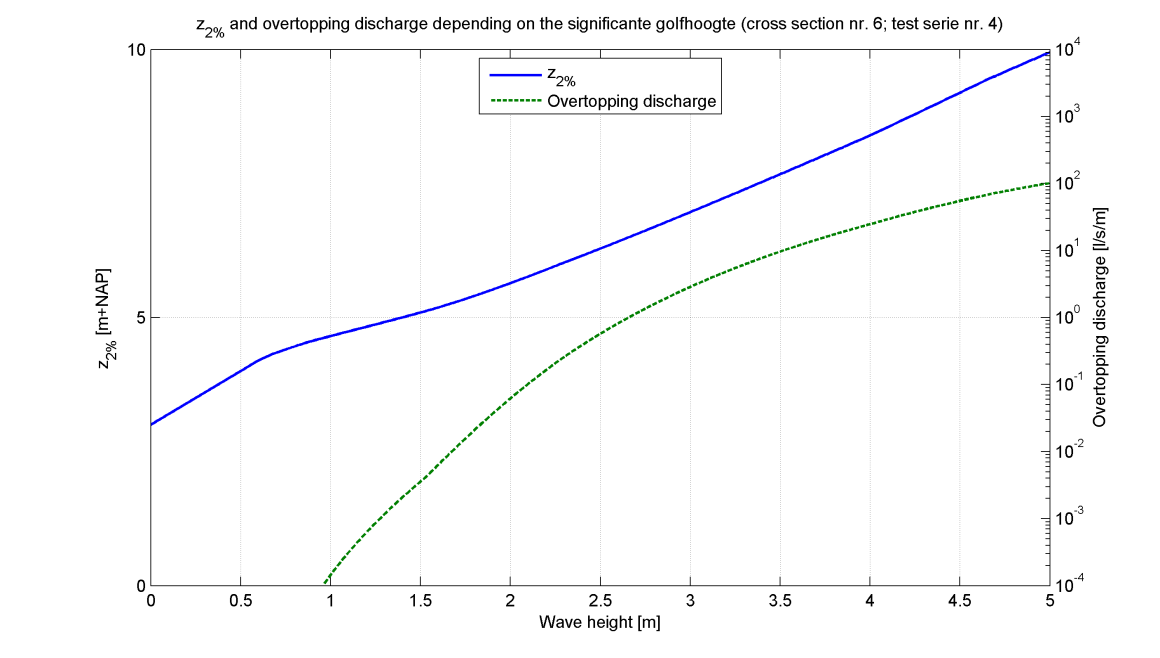 z2% and overtopping discharge depending on the significante golfhoogte (cross section nr. 6; test serie nr. 4)
z2%
Overtopping discharge
10
5
0
z2% [m+NAP]
10^4
10^3
10^2
10^1
10^0
10^-1
10^-2
10^-3
10^-4
Overtopping discharge [l/s/m]
0 0.5 1 1.5 2 2.5 3 3.5 4 4.5 5
Wave height [m]